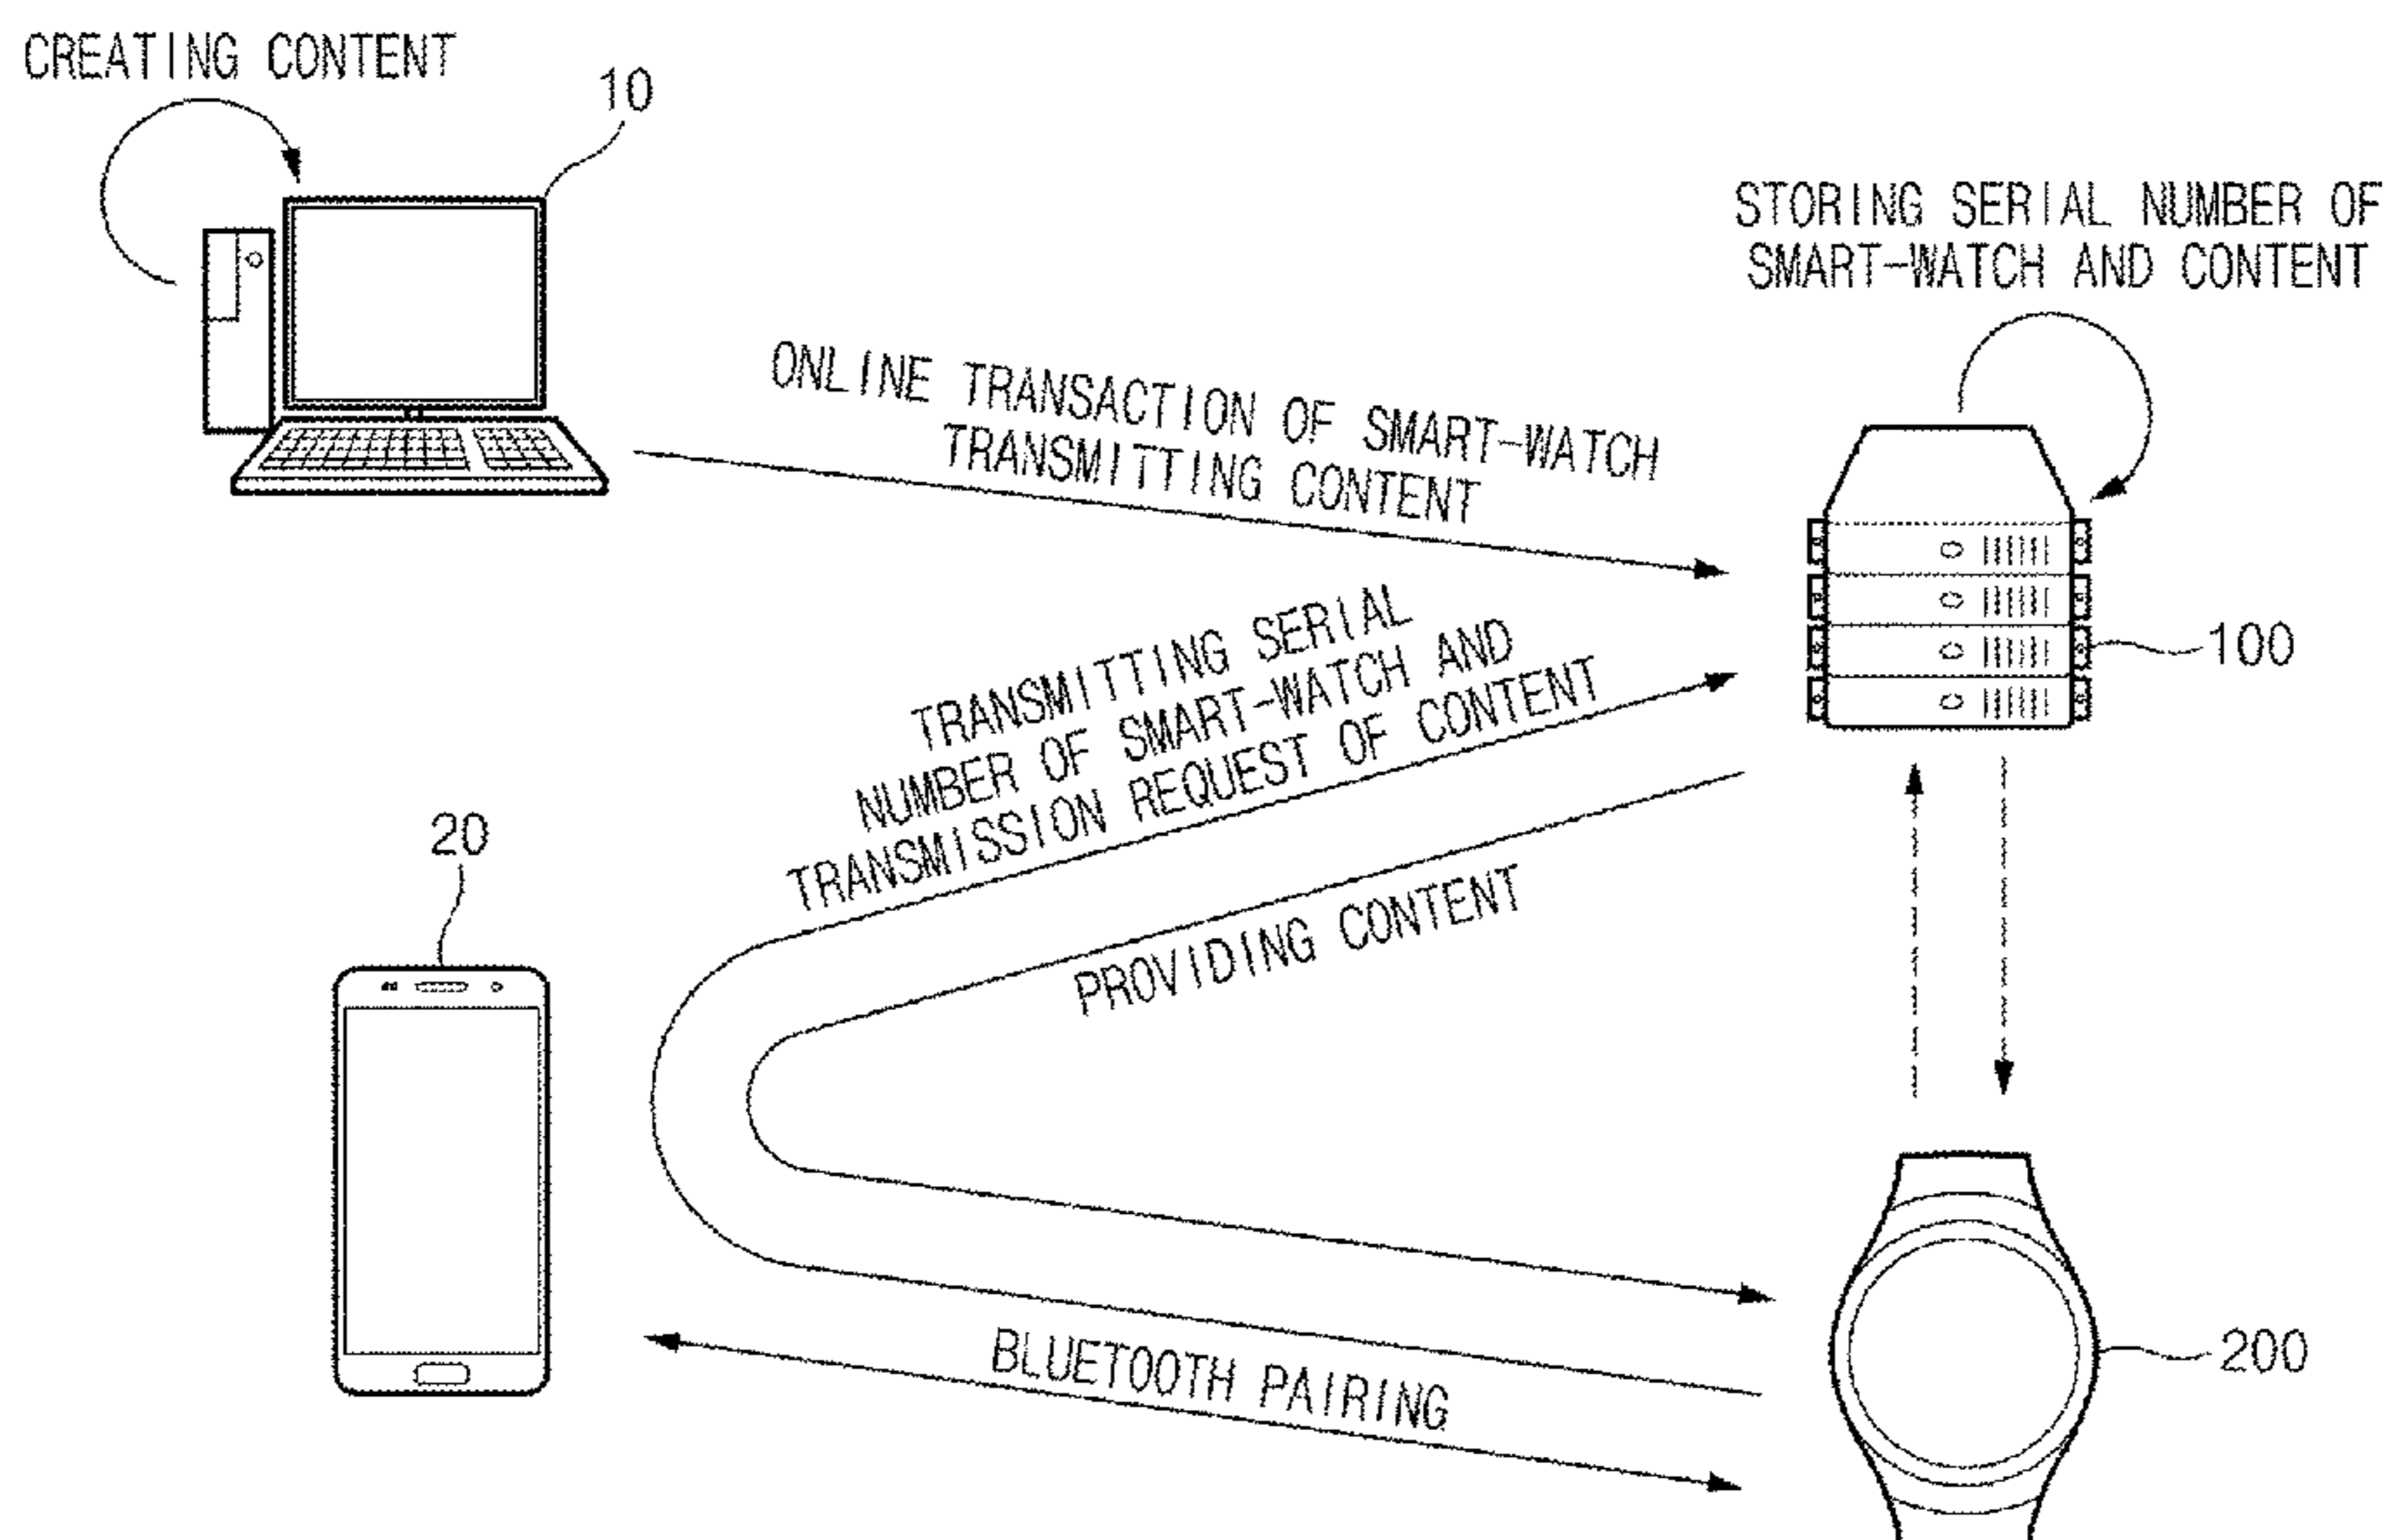 CREATING CONTENT
10
STORING SERIAL NUMBER OF
SMART-WATCH AND CONTENT
ONLINE TRANSACTION OF SMART-WATCH
TRANSMITTING CONTENT
100
TRANSMITTING SERIAL
NUMBER OF SMART-WATCH AND
TRANSMISSION REQUEST OF CONTENT
PROVIDING CONTENT
20
BLUETOOTH PAIRING
200